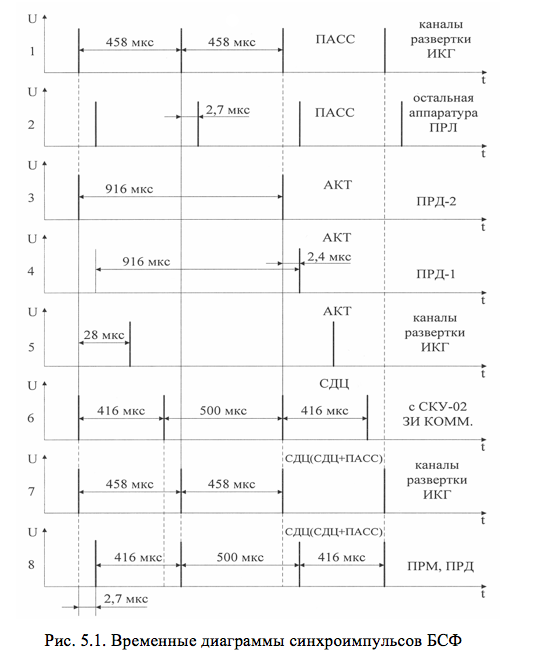 U
1
458 мкс
458 мкс
ПАСС
каналы
развертки
ИКГ
t
U
2
2,7 мкс
ПАСС
остальная
аппаратура
ПРЛ
t
U
3
916 мкс
АКТ
ПРД-2
t
U
4
916 мкс
АКТ
2,4 мкс
ПРД-1
t
U
5
28 мкс
АКТ
каналы
развертки
ИКГ
t
U
6
416 мкс
500 мкс
СДЦ
416 мкс
с СКУ-02
ЗИ КОММ.
t
U
7
458 мкс
458 мкс
СДЦ(СДЦ+ПАСС)
каналы
развертки
ИКГ
t
U
8
416 мкс
500 мкс
СДЦ(СДЦ+ПАСС)
416 мкс
ПРМ, ПРД
t
2,7 мкс
Рис. 5.1. Временные диаграммы синхроимпульсов БСФ